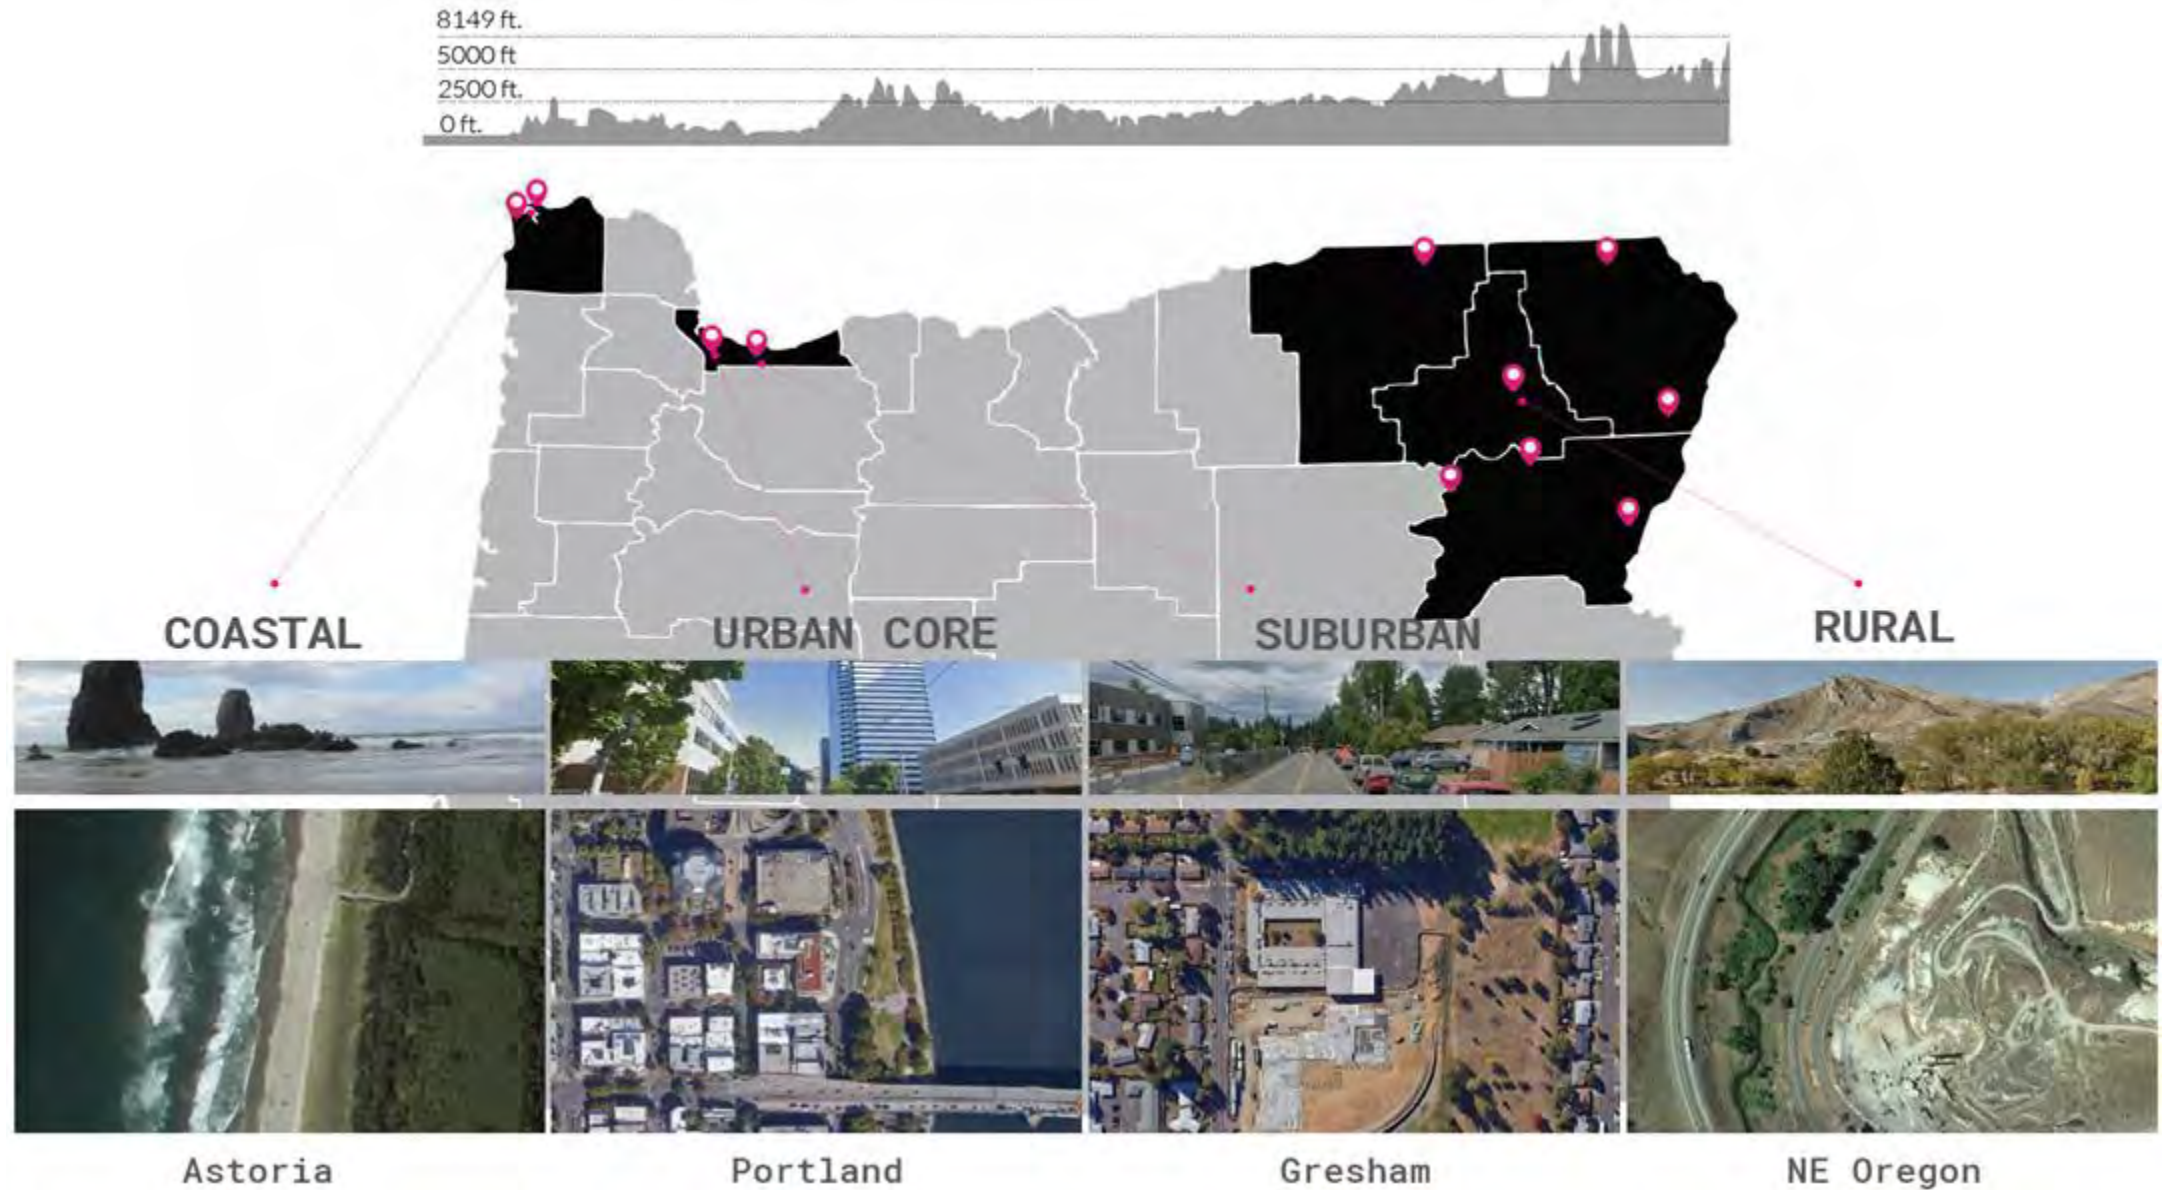 8149 ft.
5000 ft
2500 ft.
0 ft.
COASTAL
URBAN CORE
SUBURBAN
RURAL
Astoria
Portland
Gresham
NE Oregon